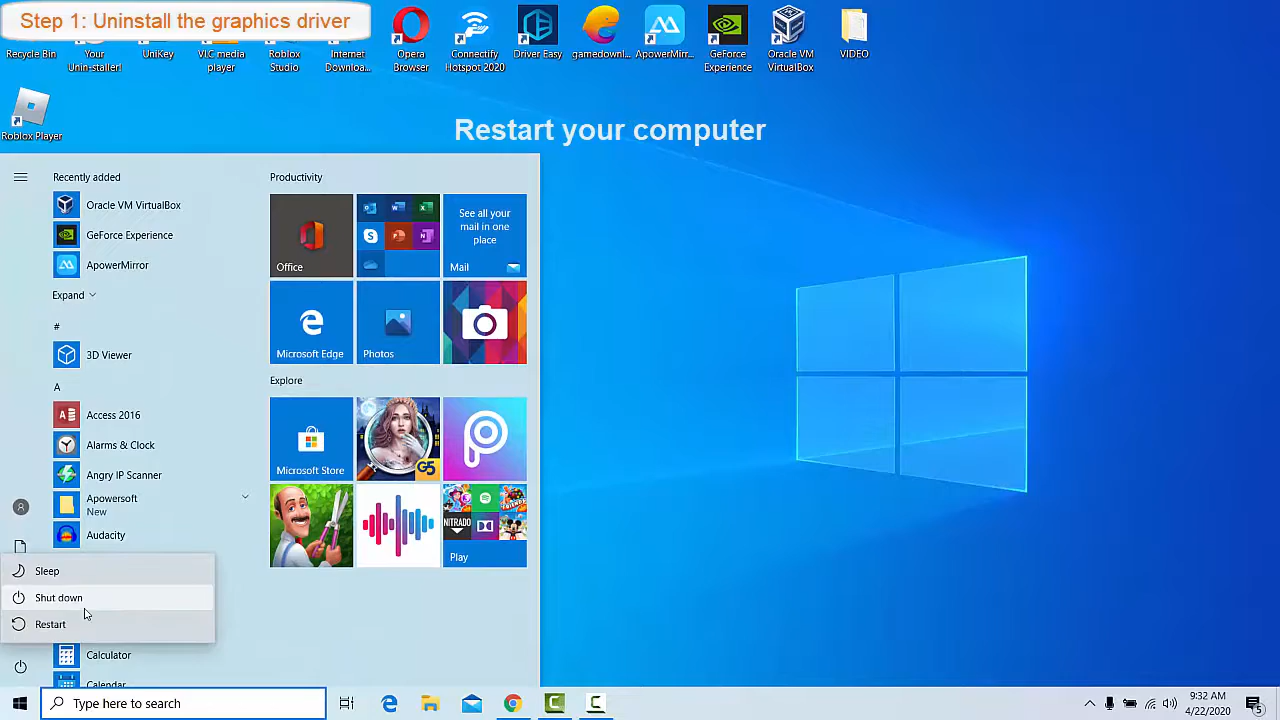 Step 1: Uninstall the graphics driver
Recycle Bin
Your
Unin-staller!
UniKey
VLC media
player
Roblox
Studio
Internet
Downloa...
Opera
Browser
Connectify
Hotspot 2020
Driver Easy
gamedownl...
ApowerMirr...
GeForce
Experience
Oracle VM
VirtualBox
VIDEO
Roblox Player
Restart your computer
Recently added
Oracle VM VirtualBox
GeForce Experience
ApowerMirror
Expand
#
3D Viewer
A
Access 2016
Alarms & Clock
Angry IP Scanner
Apowersoft
New
Audacity
Sleep
Shut down
Restart
Calculator
Calendar
Productivity
Office
See all your
mail in one
place
Mail
Microsoft Edge
Photos
Explore
Microsoft Store
G5
NITRADO
Play
Type here to search
9:32 AM
4/22/2020
5